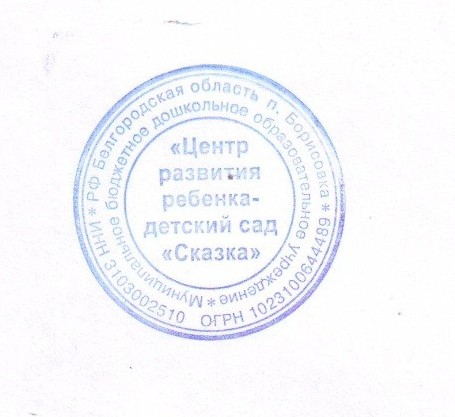 * РФ Белгородская область п. Борисовка *
ИНН 3103002510 ОГРН 1023100644489
* Муниципальное бюджетное дошкольное образовательное учреждение
«Центр
развития
ребенка-
детский сад
«Сказка»